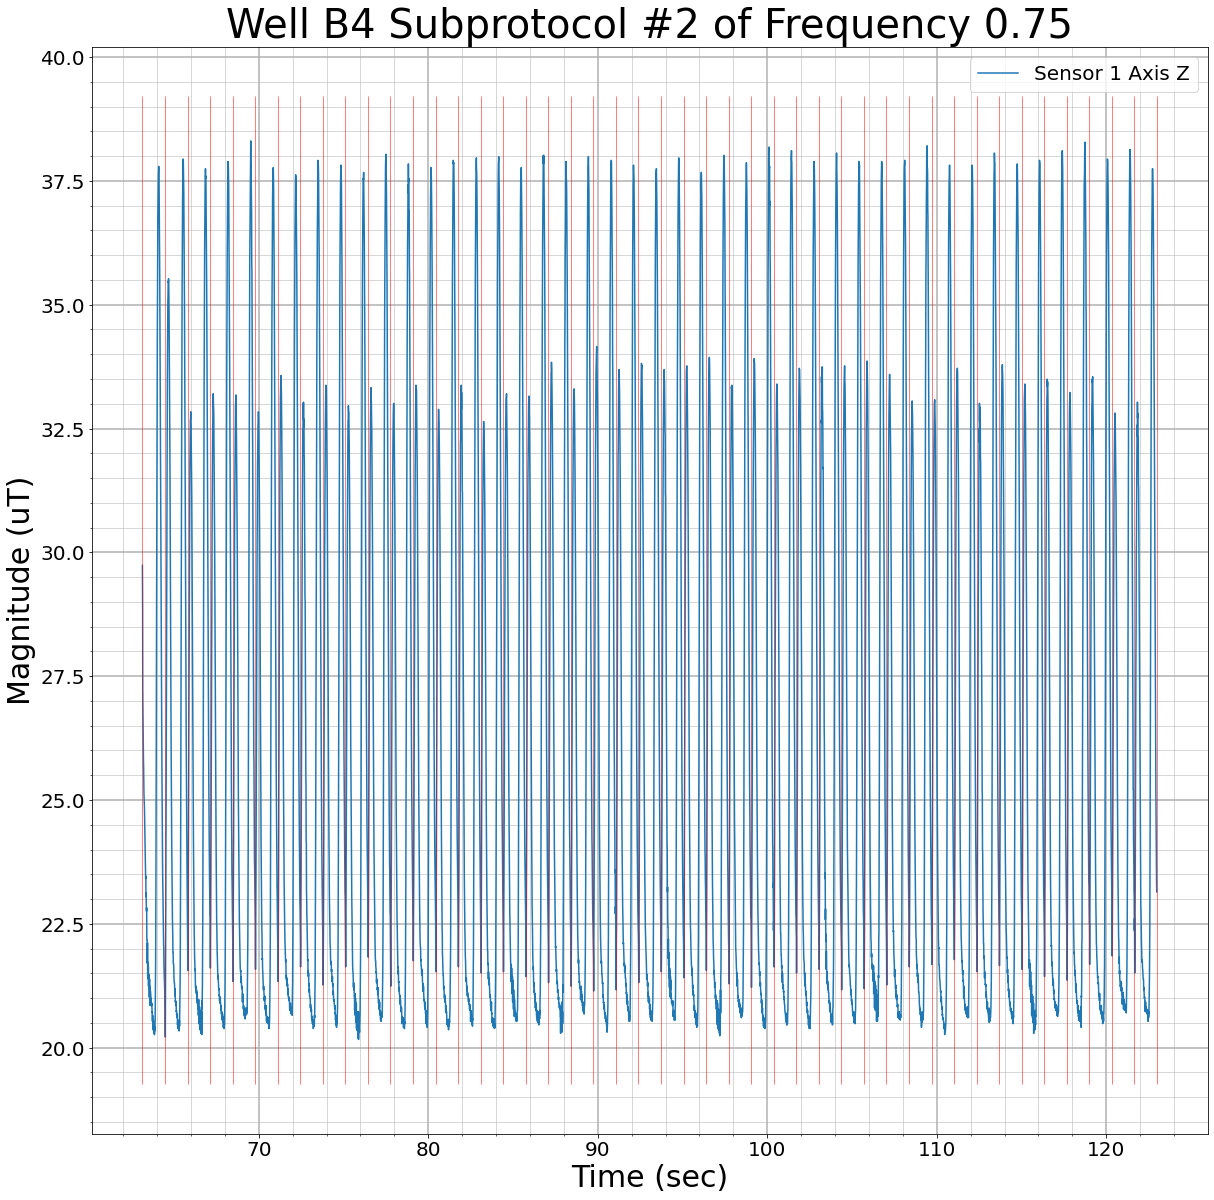 Well B4 Subprotocol #2 of Frequency 0.75
Sensor 1 Axis Z
40.0
37.5
35.0
32.5
30.0
27.5
25.0
22.5
20.0
Magnitude (uT)
70 80 90 100 110 120
Time (sec)